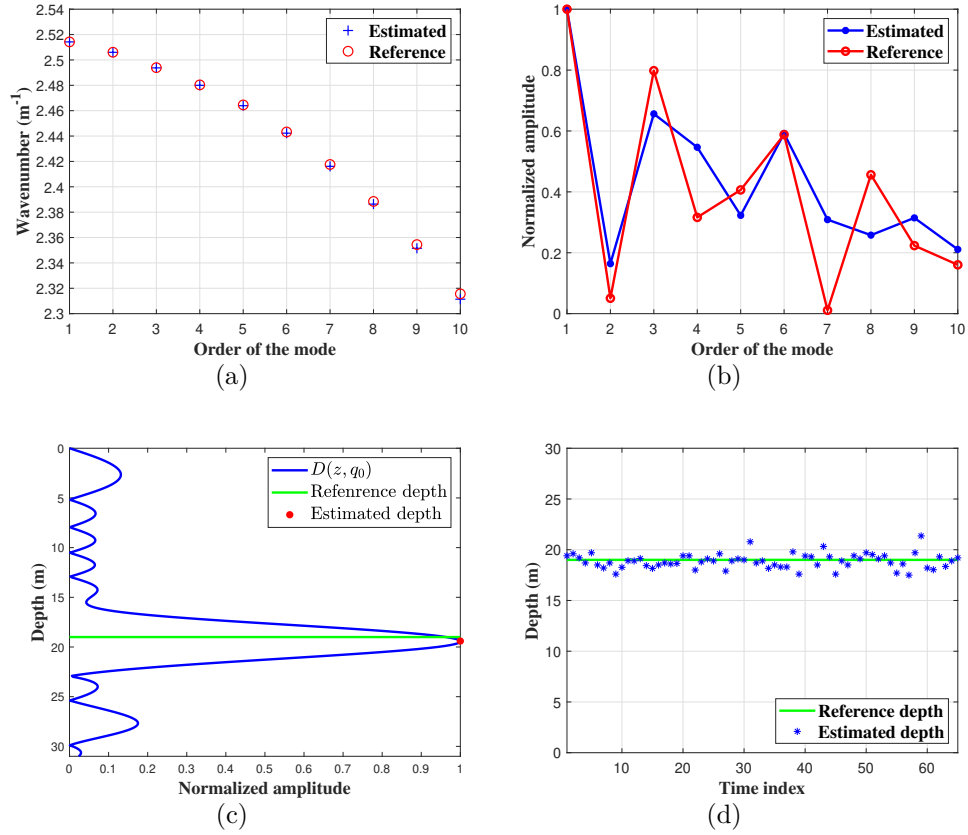 2.54
2.52
2.5
2.48
2.46
2.44
2.42
2.4
2.38
2.36
2.34
2.32
2.3
Wavenumber (m⁻¹)
Estimated
Reference
1 2 3 4 5 6 7 8 9 10
Order of the mode
(a)
1
0.8
0.6
0.4
0.2
0
Normalized amplitude
Estimated
Reference
1 2 3 4 5 6 7 8 9 10
Order of the mode
(b)
0
5
10
15
20
25
30
Depth (m)
D(z, q₀)
Refenrence depth
Estimated depth
0 0.1 0.2 0.3 0.4 0.5 0.6 0.7 0.8 0.9 1
Normalized amplitude
(c)
30
25
20
15
10
5
0
Depth (m)
Reference depth
Estimated depth
10 20 30 40 50 60
Time index
(d)